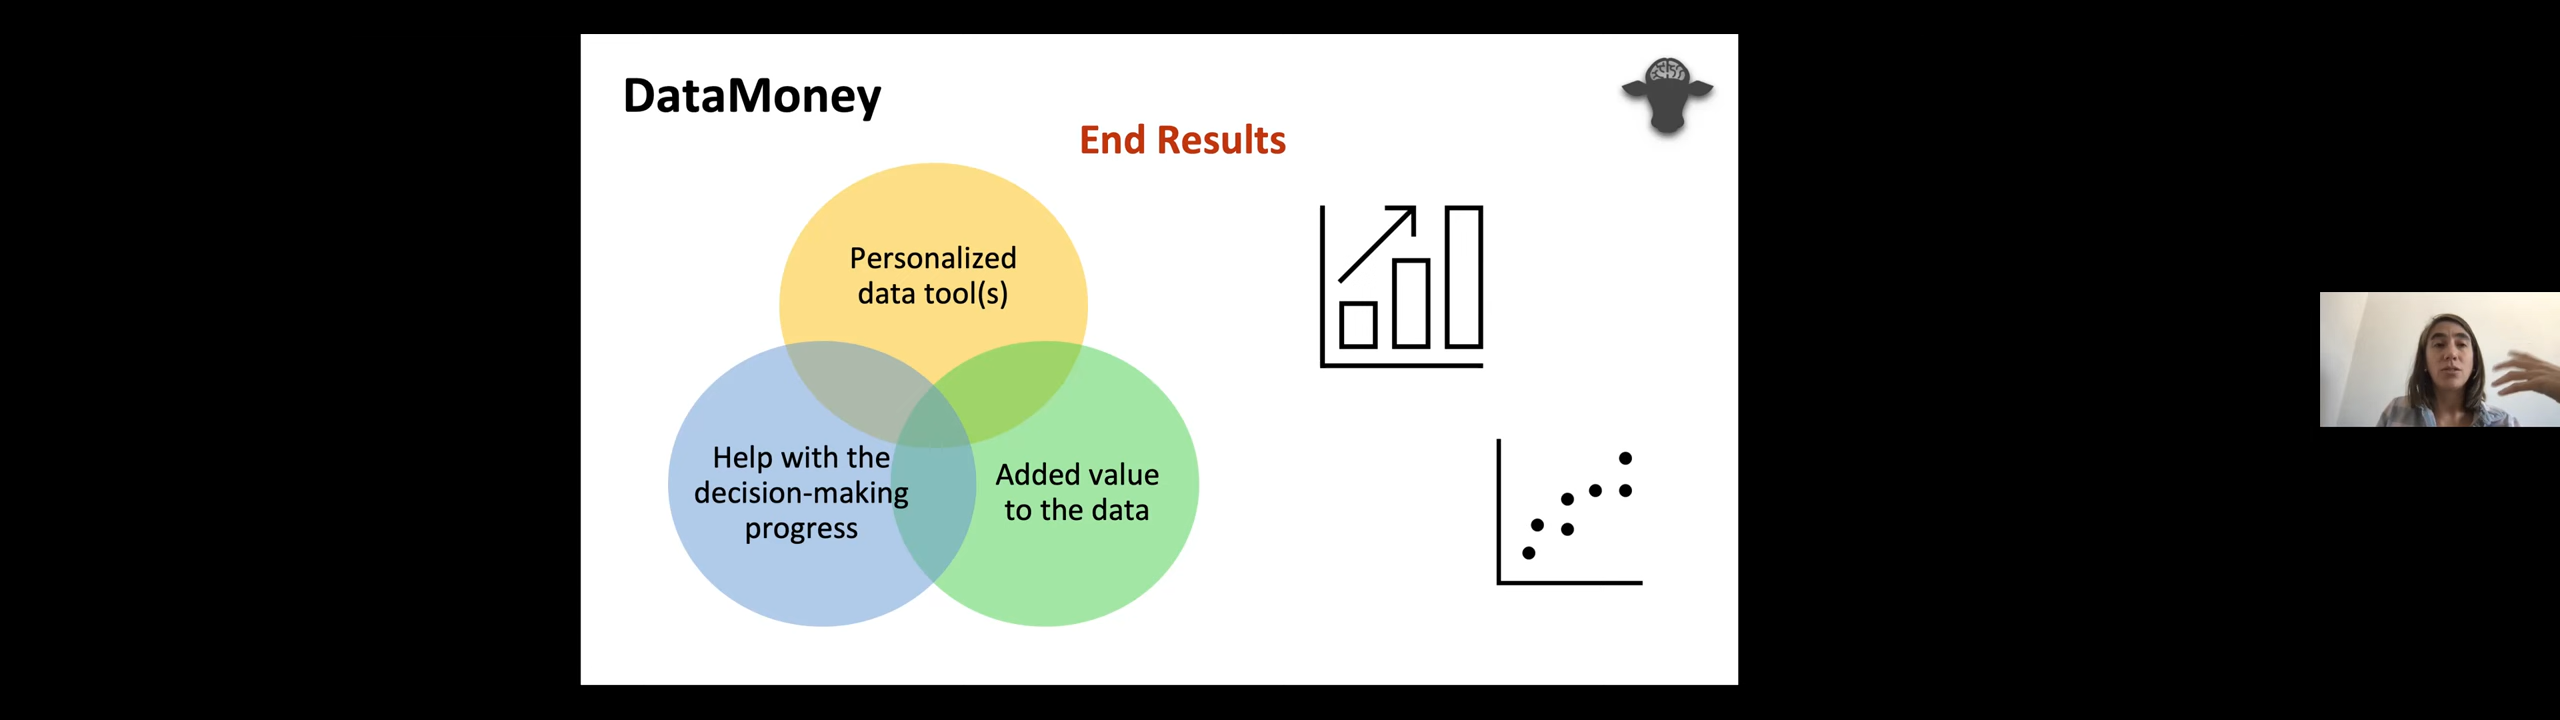 DataMoney
End Results
Personalized
data tool(s)
Help with the
decision-making
progress
Added value
to the data